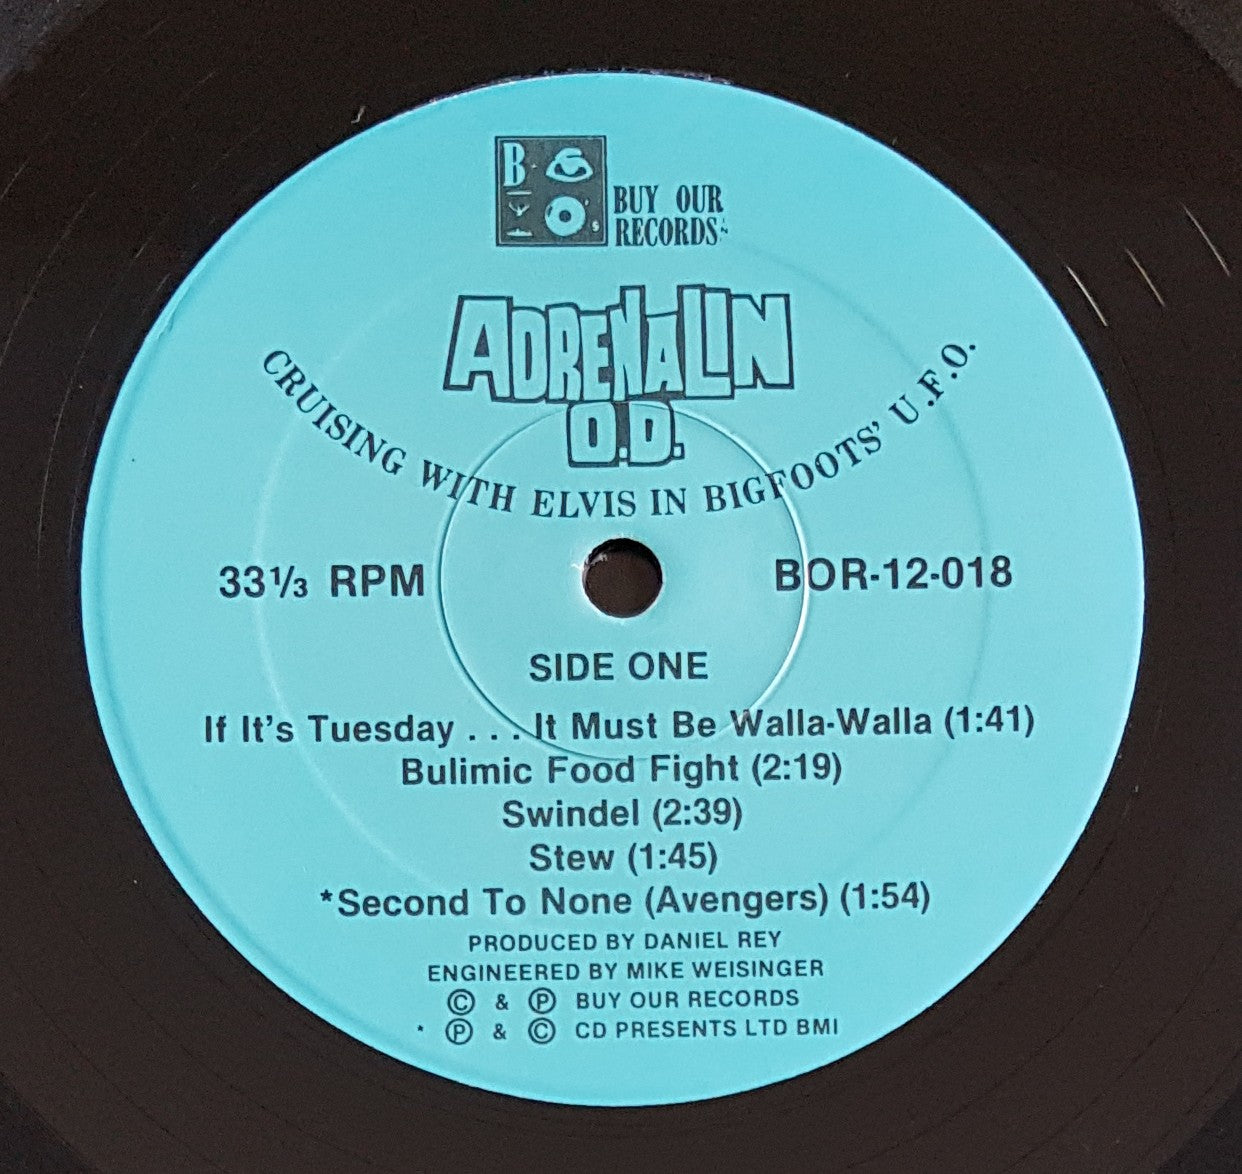 B
BUY OUR
RECORDS
ADRENALIN
O.D.
CRUISING WITH ELVIS IN BIGFOOTS' U.F.O.
33⅓ RPM
BOR-12-018
SIDE ONE
If It's Tuesday . . . It Must Be Walla-Walla (1:41)
Bulimic Food Fight (2:19)
Swindel (2:39)
Stew (1:45)
*Second To None (Avengers) (1:54)
PRODUCED BY DANIEL REY
ENGINEERED BY MIKE WEISINGER
© & ℗ BUY OUR RECORDS
* ℗ & © CD PRESENTS LTD BMI